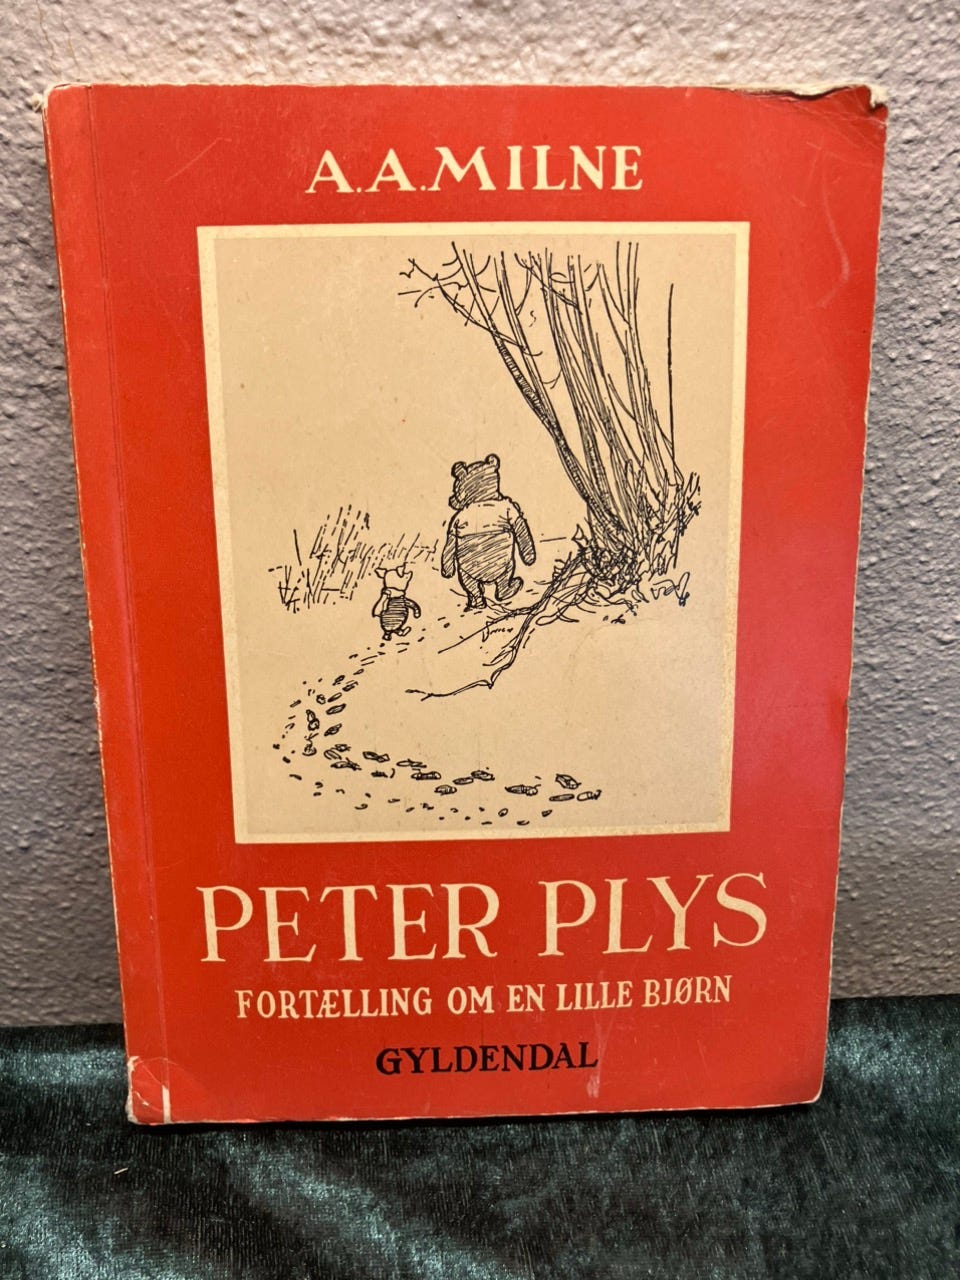 A.A.MILNE
PETER PLYS
FORTÆLLING OM EN LILLE BJØRN
GYLDENDAL